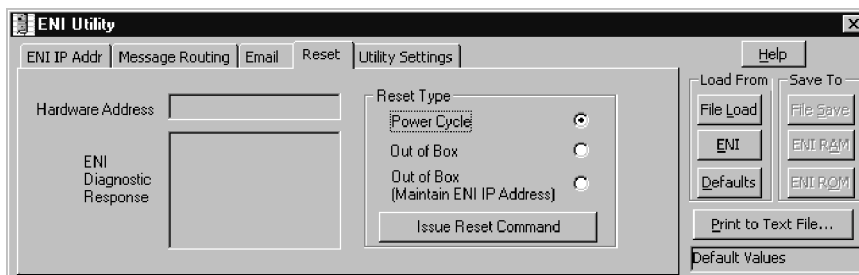 ENI Utility
ENI IP Addr Message Routing Email Reset Utility Settings
Help
Hardware Address
ENI
Diagnostic
Response
Reset Type
Power Cycle
Out of Box
Out of Box
(Maintain ENI IP Address)
Issue Reset Command
Load From Save To
File Load File Save
ENI ENI RAM
Defaults ENI ROM
Print to Text File...
Default Values